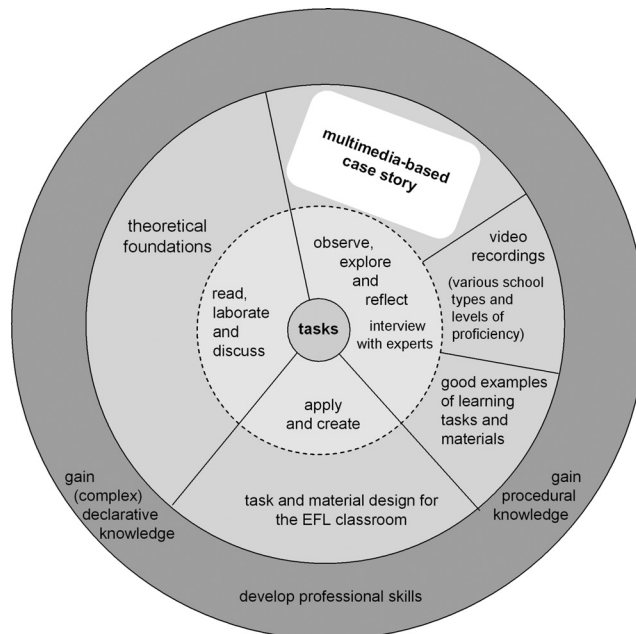 multimedia-based
case story
theoretical
foundations
video
recordings
(various school
types and
levels of
proficiency)
observe,
explore
and
reflect
interview
with experts
read,
laborate
and
discuss
tasks
good examples
of learning
tasks and
materials
apply
and create
task and material design for
the EFL classroom
gain
(complex)
declarative
knowledge
gain
procedural
knowledge
develop professional skills